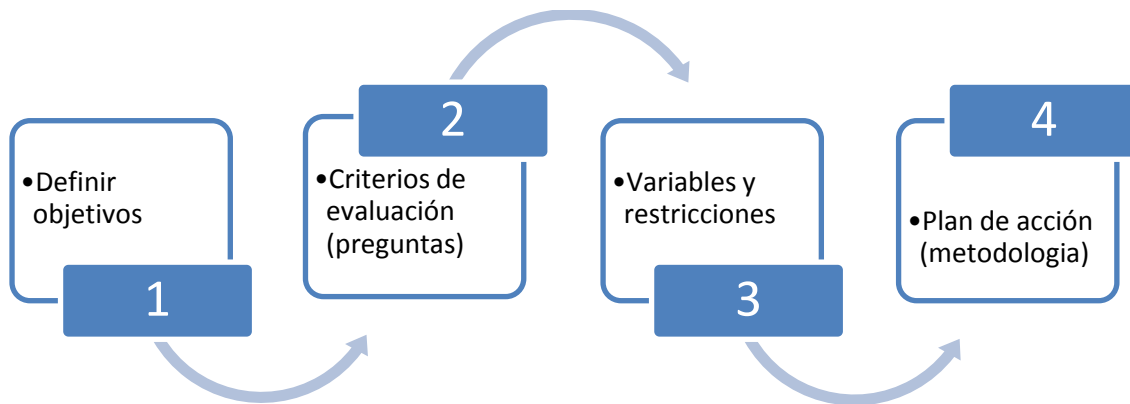 1
•Definir
objetivos
2
•Criterios de
evaluación
(preguntas)
3
•Variables y
restricciones
4
•Plan de acción
(metodologia)